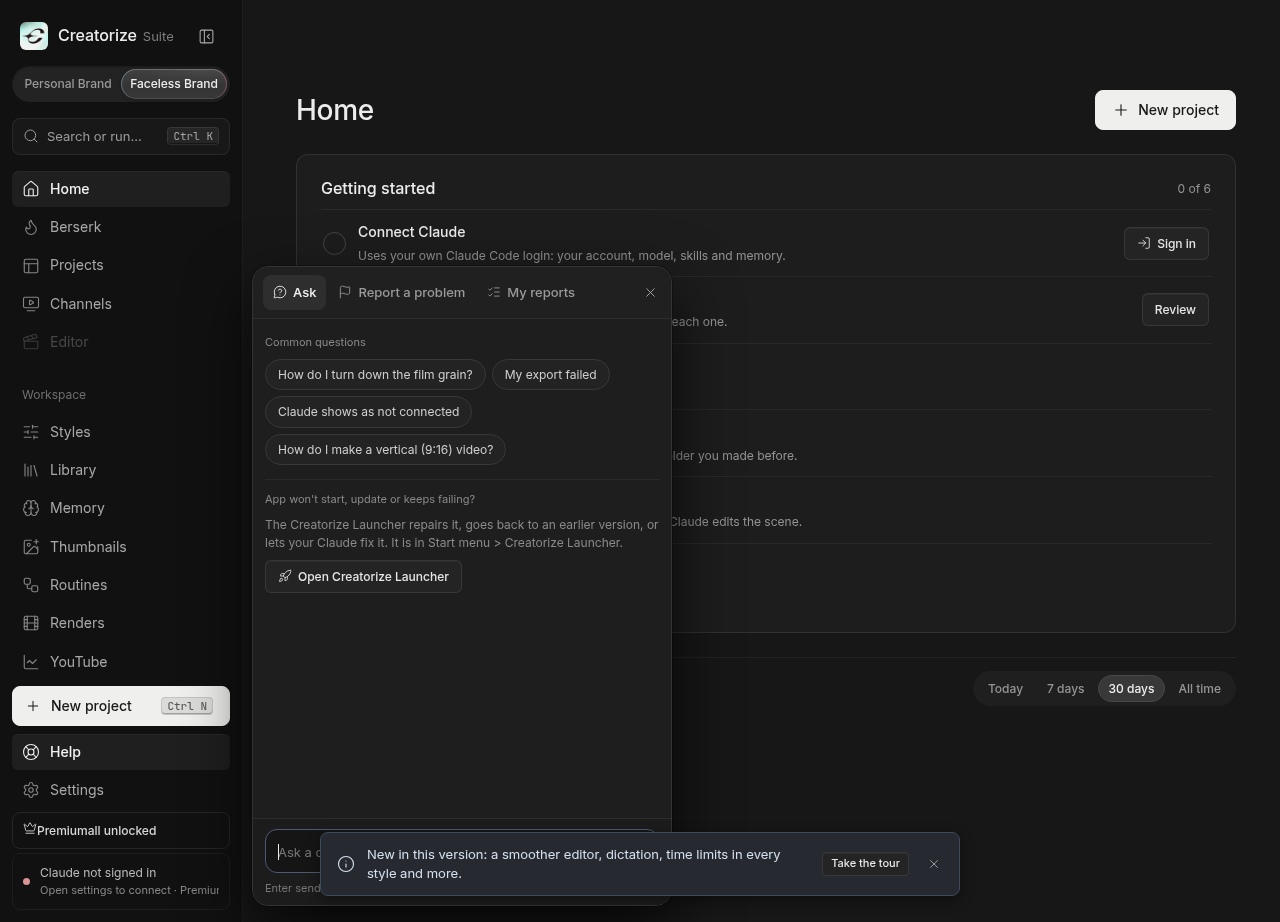 Creatorize Suite
Personal Brand
Faceless Brand
Search or run...
Ctrl K
Home
Berserk
Projects
Channels
Editor
Workspace
Styles
Library
Memory
Thumbnails
Routines
Renders
YouTube
New project
Ctrl N
Help
Settings
Premiumall unlocked
Claude not signed in
Open settings to connect · Premiur
Home
New project
Getting started
0 of 6
Connect Claude
Uses your own Claude Code login: your account, model, skills and memory.
Sign in
each one.
Review
lder you made before.
Claude edits the scene.
Today
7 days
30 days
All time
Ask
Report a problem
My reports
Common questions
How do I turn down the film grain?
My export failed
Claude shows as not connected
How do I make a vertical (9:16) video?
App won't start, update or keeps failing?
The Creatorize Launcher repairs it, goes back to an earlier version, or
lets your Claude fix it. It is in Start menu > Creatorize Launcher.
Open Creatorize Launcher
Ask a
Enter send
New in this version: a smoother editor, dictation, time limits in every
style and more.
Take the tour